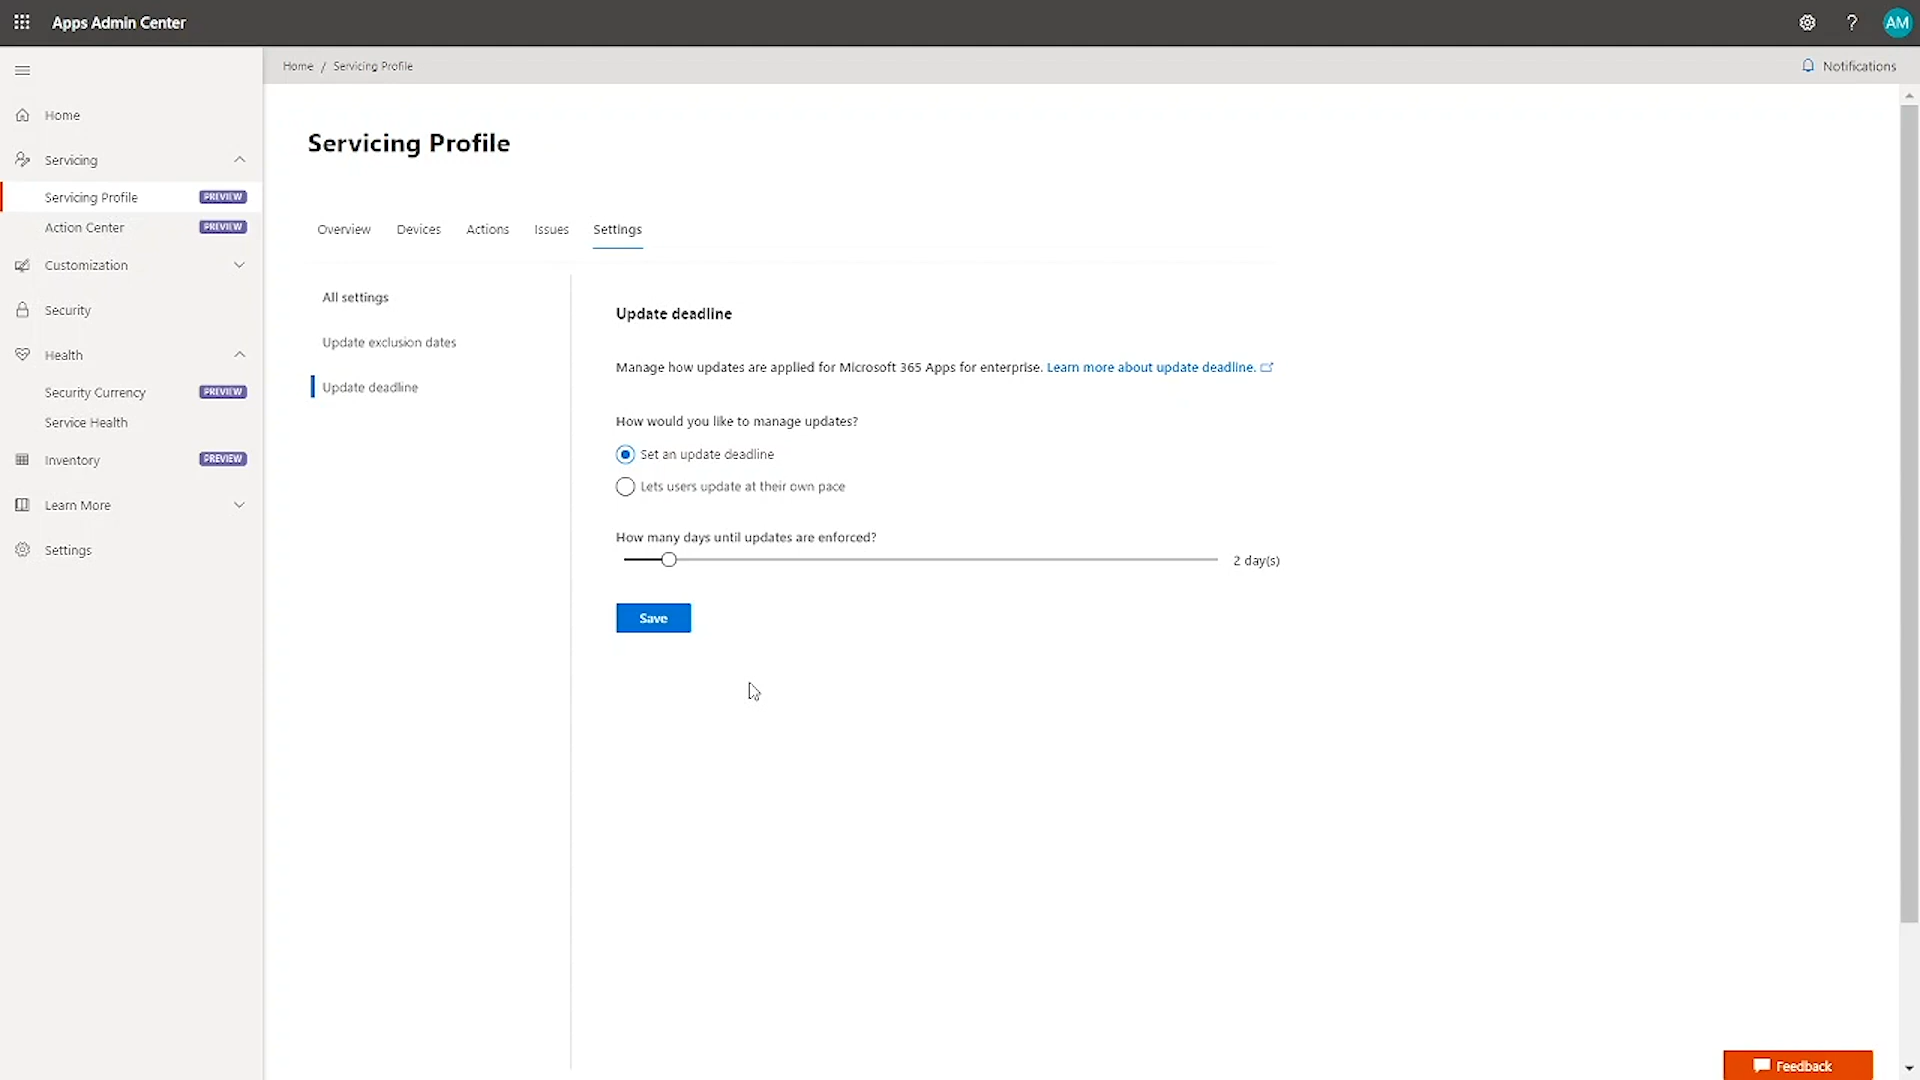 Apps Admin Center
?
AM
Home / Servicing Profile
Notifications
Home
Servicing
Servicing Profile PREVIEW
Action Center PREVIEW
Customization
Security
Health
Security Currency PREVIEW
Service Health
Inventory PREVIEW
Learn More
Settings
Servicing Profile
Overview Devices Actions Issues Settings
All settings
Update exclusion dates
Update deadline
Update deadline
Manage how updates are applied for Microsoft 365 Apps for enterprise. Learn more about update deadline.
How would you like to manage updates?
Set an update deadline
Lets users update at their own pace
How many days until updates are enforced?
2 day(s)
Save
Feedback